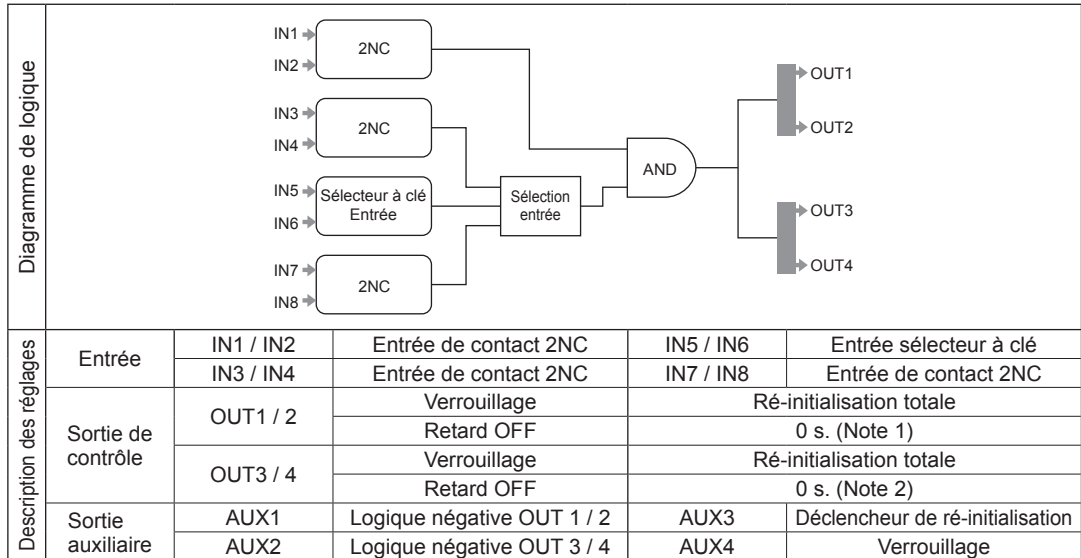 Diagramme de logique
IN1
IN2
2NC
IN3
IN4
2NC
IN5
IN6
Sélecteur à clé
Entrée
IN7
IN8
2NC
Sélection
entrée
AND
OUT1
OUT2
OUT3
OUT4
Description des réglages
Entrée
IN1 / IN2
Entrée de contact 2NC
IN5 / IN6
Entrée sélecteur à clé
IN3 / IN4
Entrée de contact 2NC
IN7 / IN8
Entrée de contact 2NC
Sortie de
contrôle
OUT1 / 2
Verrouillage
Ré-initialisation totale
Retard OFF
0 s. (Note 1)
OUT3 / 4
Verrouillage
Ré-initialisation totale
Retard OFF
0 s. (Note 2)
Sortie
auxiliaire
AUX1
Logique négative OUT 1 / 2
AUX3
Déclencheur de ré-initialisation
AUX2
Logique négative OUT 3 / 4
AUX4
Verrouillage